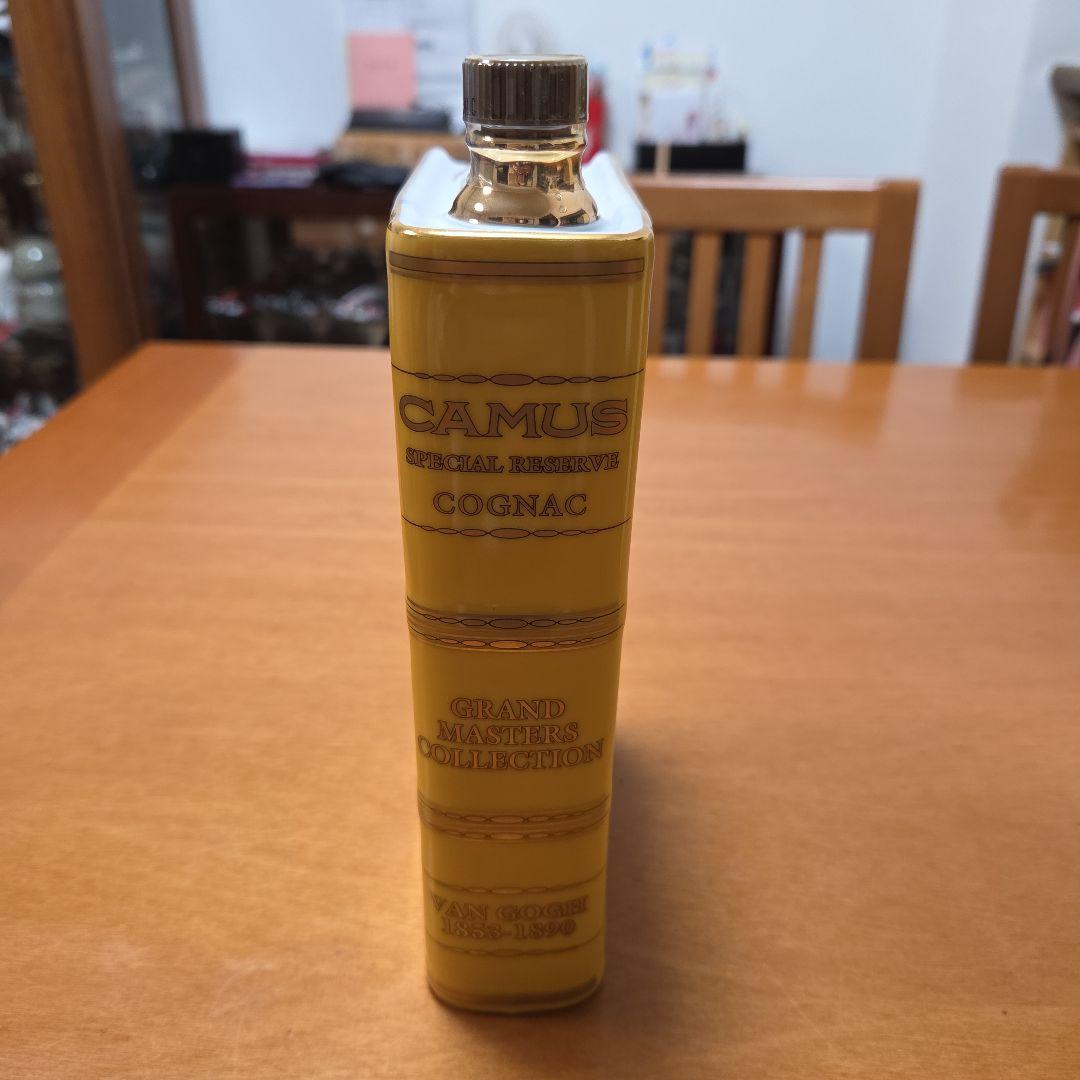 CAMUS
SPECIAL RESERVE
COGNAC
GRAND
MASTERS
COLLECTION
VAN GOGH
1853-1890